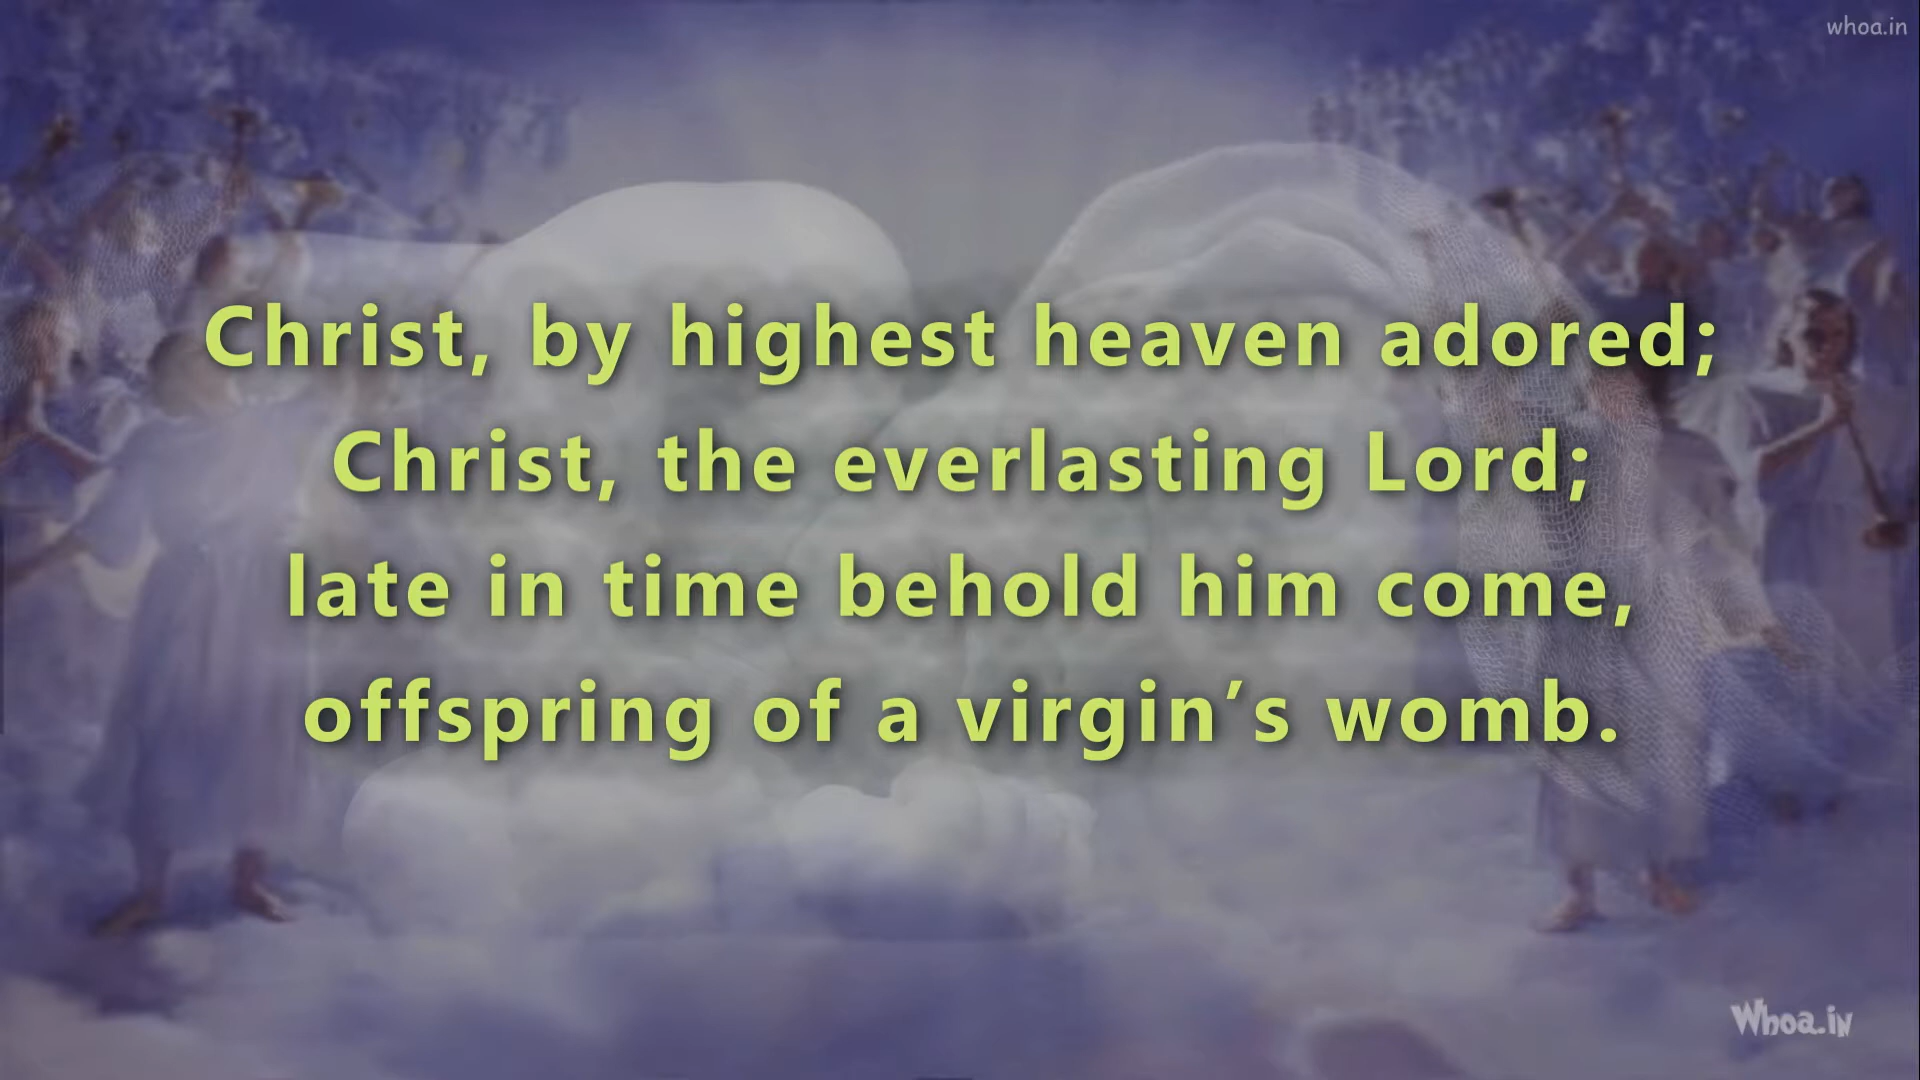 whoa.in
Christ, by highest heaven adored;
Christ, the everlasting Lord;
late in time behold him come,
offspring of a virgin’s womb.
Whoa.in